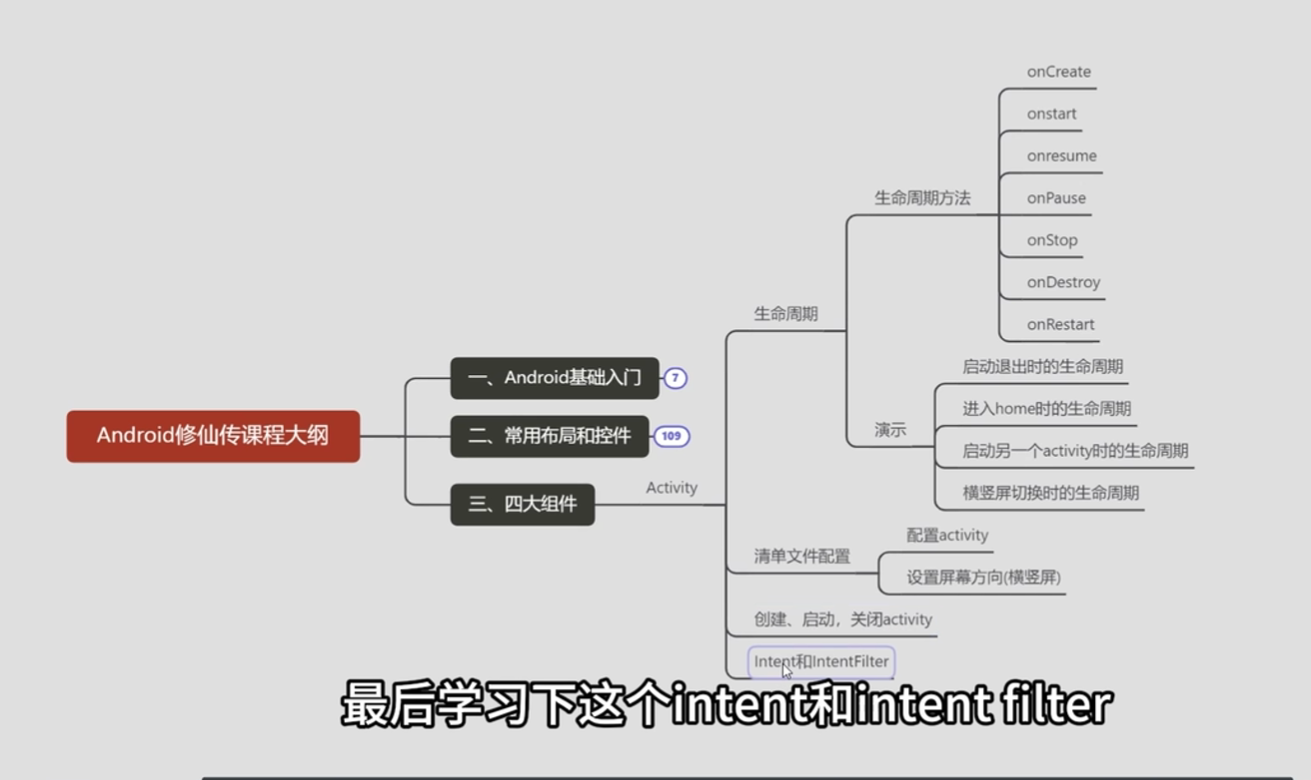 Android修仙传课程大纲
一、Android基础入门
7
二、常用布局和控件
109
三、四大组件
Activity
生命周期
生命周期方法
onCreate
onstart
onresume
onPause
onStop
onDestroy
onRestart
演示
启动退出时的生命周期
进入home时的生命周期
启动另一个activity时的生命周期
横竖屏切换时的生命周期
清单文件配置
配置activity
设置屏幕方向(横竖屏)
创建、启动，关闭activity
Intent和IntentFilter
最后学习下这个intent和intent filter